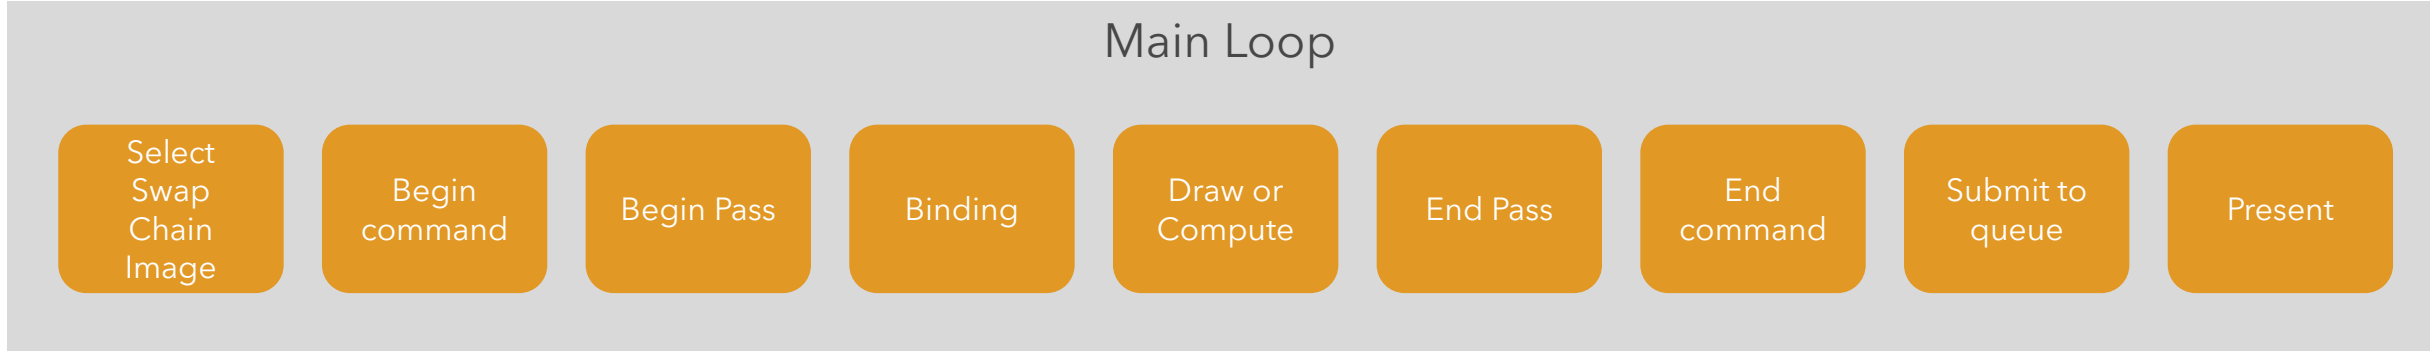 Main Loop
Select
Swap
Chain
Image
Begin
command
Begin Pass
Binding
Draw or
Compute
End Pass
End
command
Submit to
queue
Present